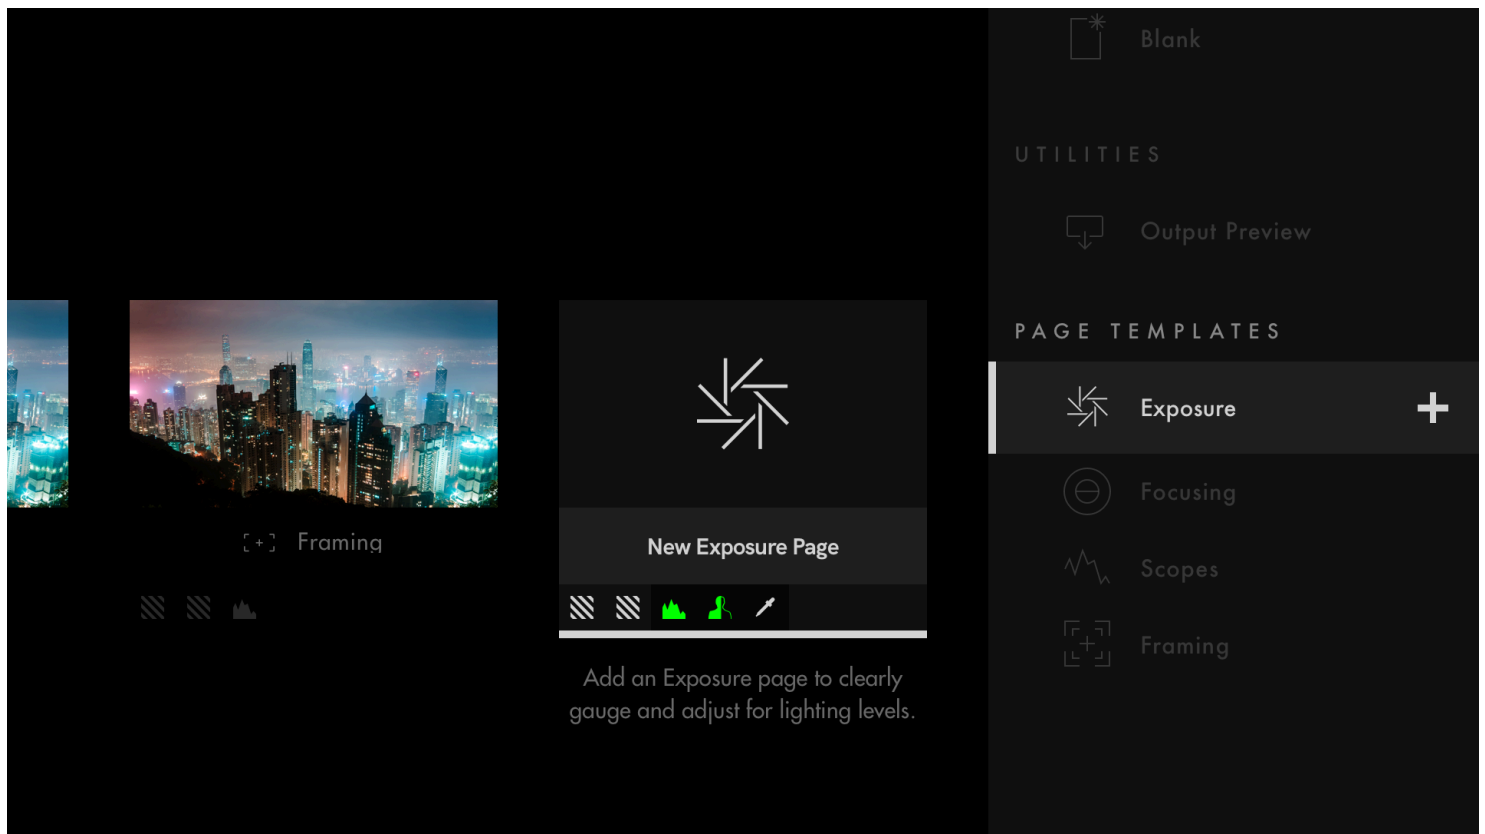 Blank
UTILITIES
Output Preview
PAGE TEMPLATES
Exposure
Focusing
Scopes
Framing
Framing
New Exposure Page
Add an Exposure page to clearly
gauge and adjust for lighting levels.